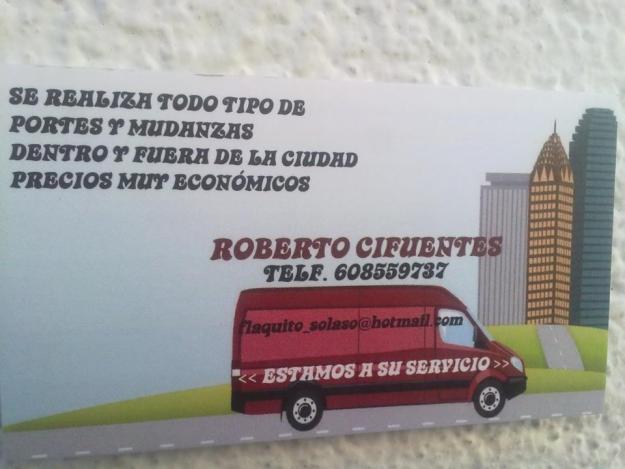 SE REALIZA TODO TIPO DE
PORTES Y MUDANZAS
DENTRO Y FUERA DE LA CIUDAD
PRECIOS MUY ECONÓMICOS
ROBERTO CIFUENTES
TELF. 608559737
flaquito_solaso@hotmail.com
<< ESTAMOS A SU SERVICIO >>